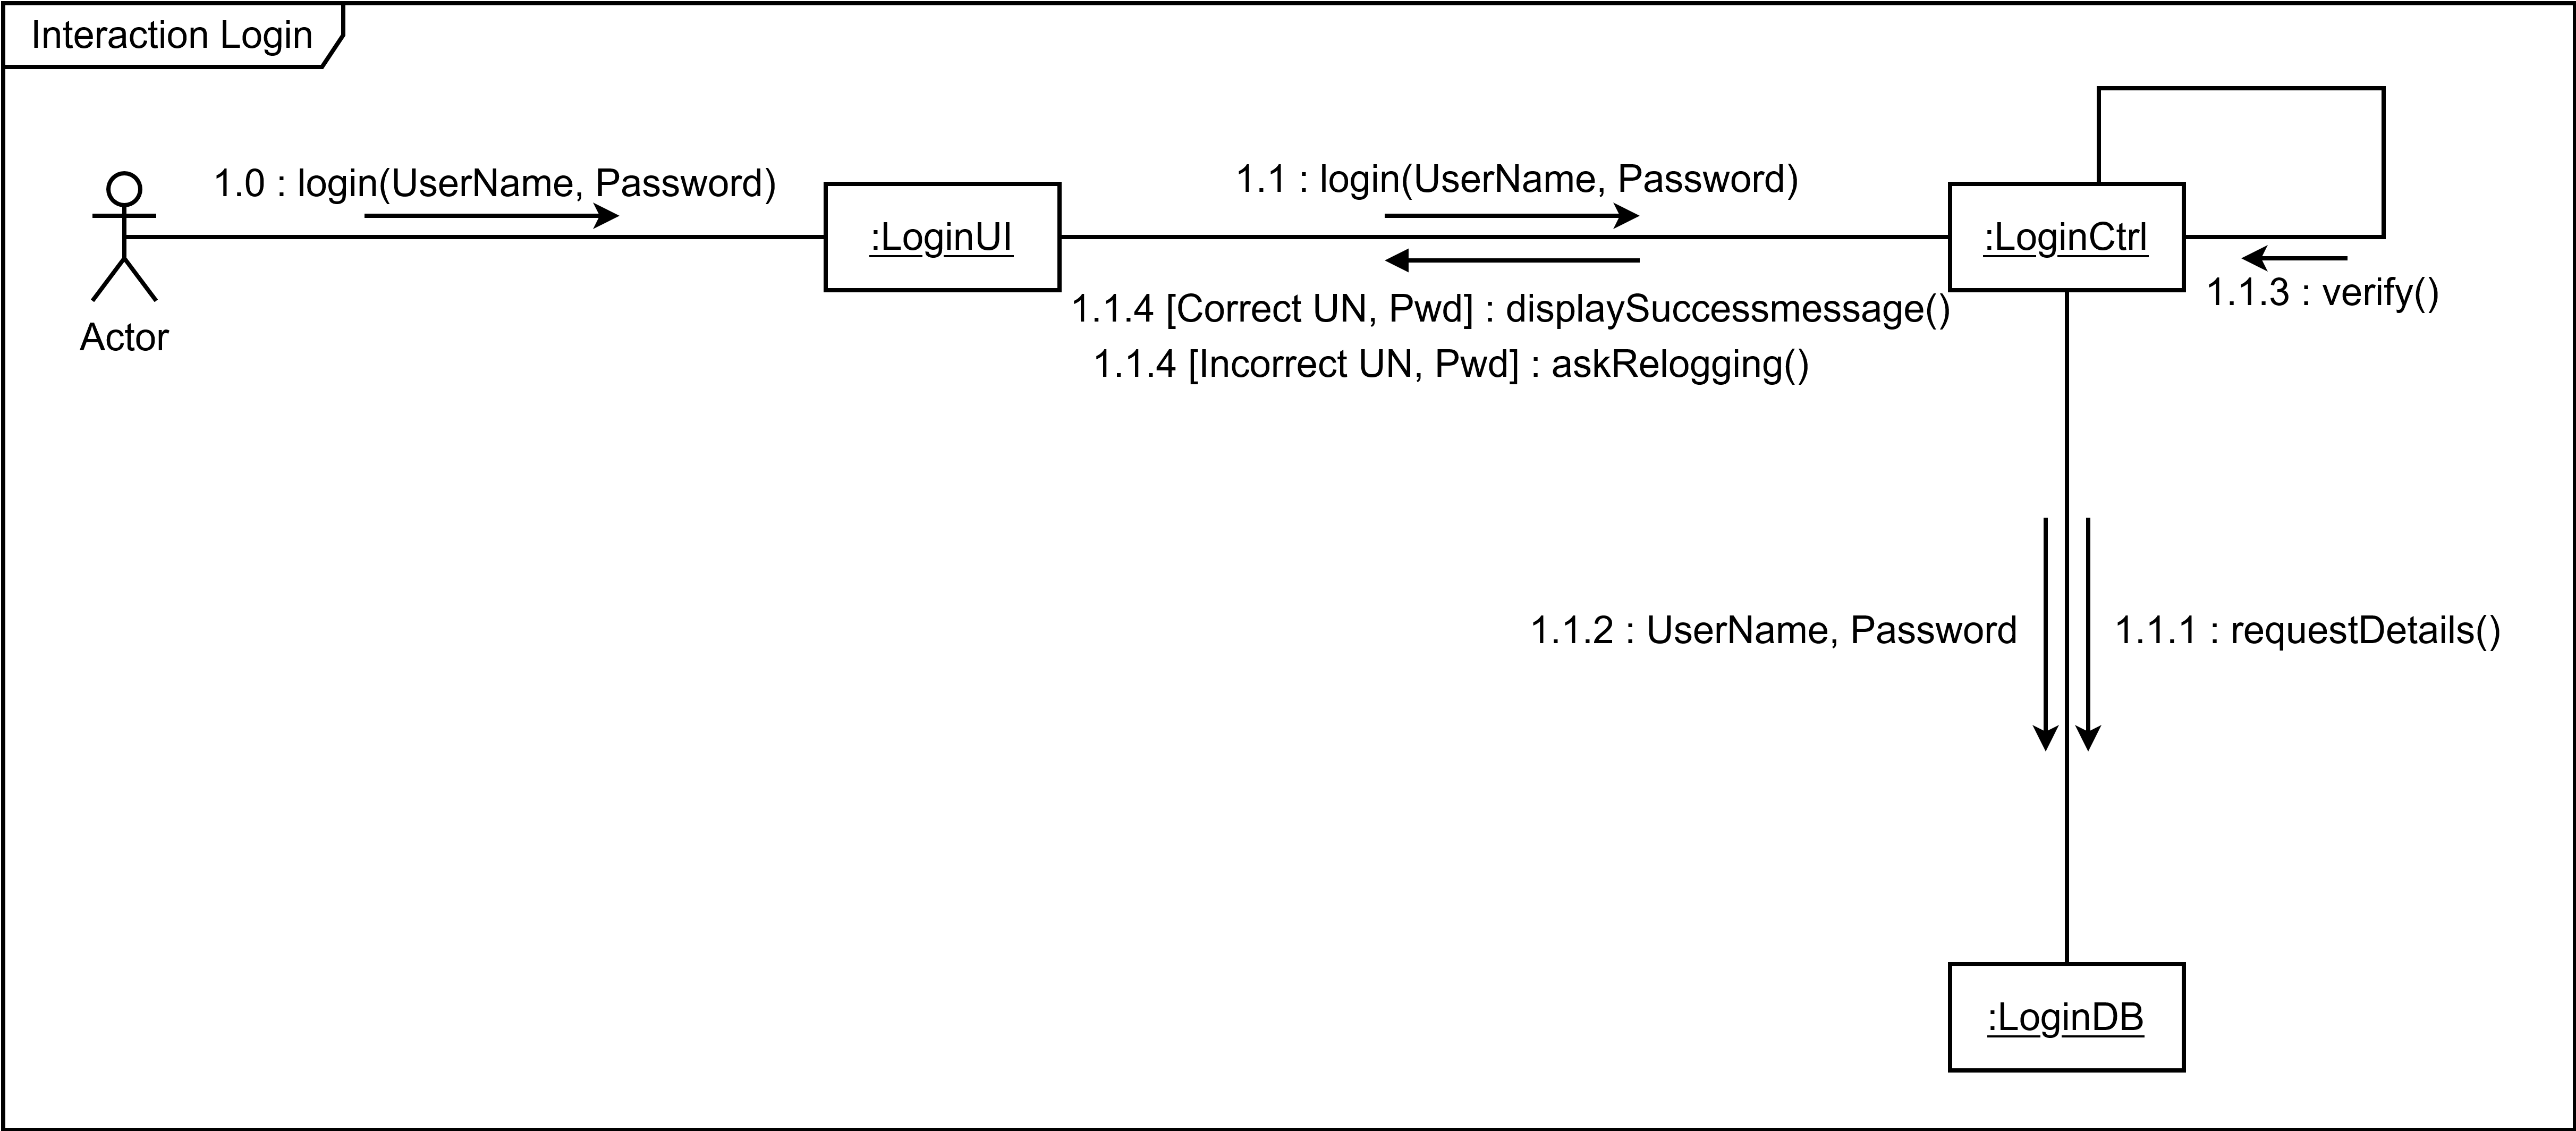 Interaction Login
1.0 : login(UserName, Password)
1.1 : login(UserName, Password)
:LoginUI
:LoginCtrl
1.1.3 : verify()
1.1.4 [Correct UN, Pwd] : displaySuccessmessage()
1.1.4 [Incorrect UN, Pwd] : askRelogging()
Actor
1.1.2 : UserName, Password
1.1.1 : requestDetails()
:LoginDB